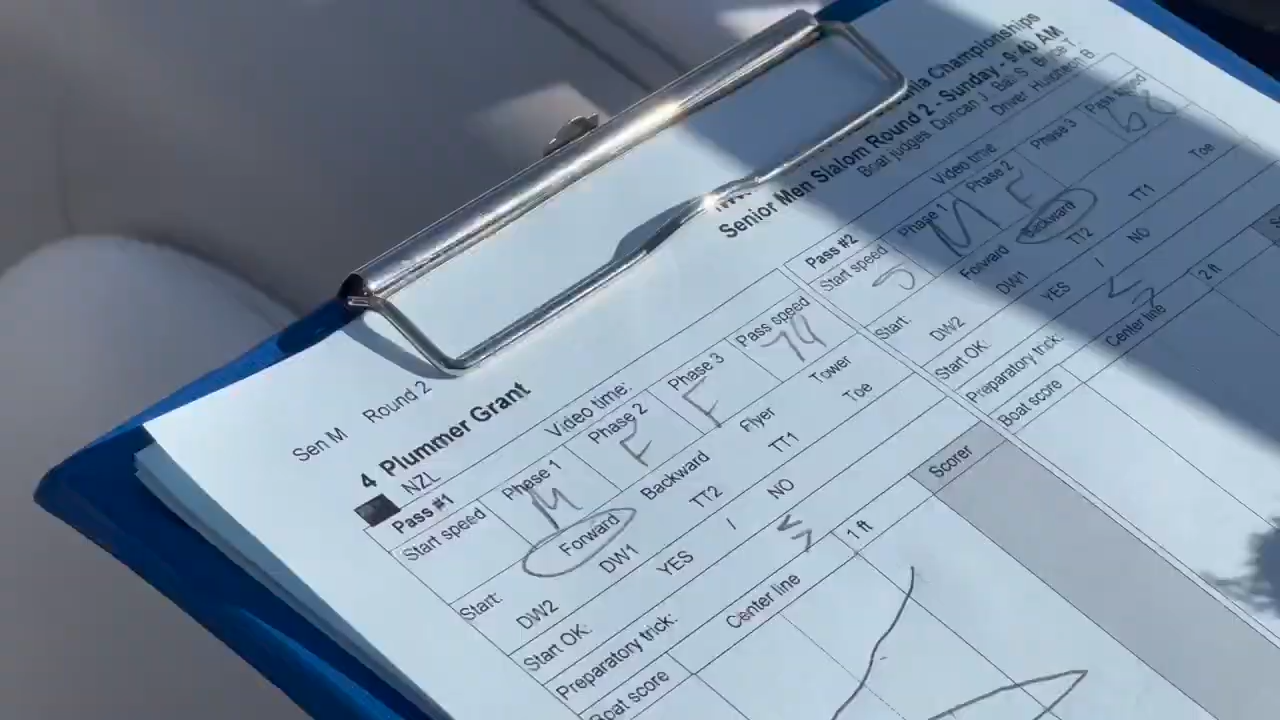 Championships
Senior Men Slalom Round 2 - Sunday - 9:40 AM
Boat judges Duncan J Bab S Bryce T.
Driver Hutcheon B.
Sen M Round 2
4 Plummer Grant
NZL
Video time:
Pass #1
Start speed
Phase 1
Phase 2
Phase 3
Pass speed
M
F
F
74
Start:
Forward
Backward
Flyer
Tower
DW2
DW1
TT2
TT1
Toe
Start OK:
YES / NO
Preparatory trick:
Boat score
Center line
1 ft
Scorer
Pass #2
Video time
Start speed
Phase 1
Phase 2
Phase 3
Pass speed
M
F
68
Start:
Forward
Backward
DW2
DW1
TT2
TT1
Toe
Start OK:
YES / NO
Preparatory trick:
Boat score
Center line
2 ft